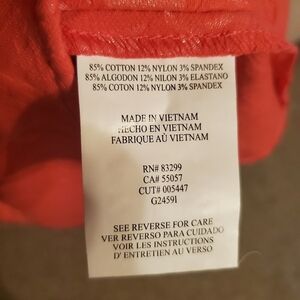 85% COTTON 12% NYLON 3% SPANDEX
85% ALGODON 12% NILON 3% ELASTANO
85% COTON 12% NYLON 3% SPANDEX
MADE IN VIETNAM
HECHO EN VIETNAM
FABRIQUE AÙ VIETNAM
RN# 83299
CA# 55057
CUT# 005447
G24591
SEE REVERSE FOR CARE
VER REVERSO PARA CUIDADO
VOIR LES INSTRUCTIONS
D' ENTRETIEN AU VERSO